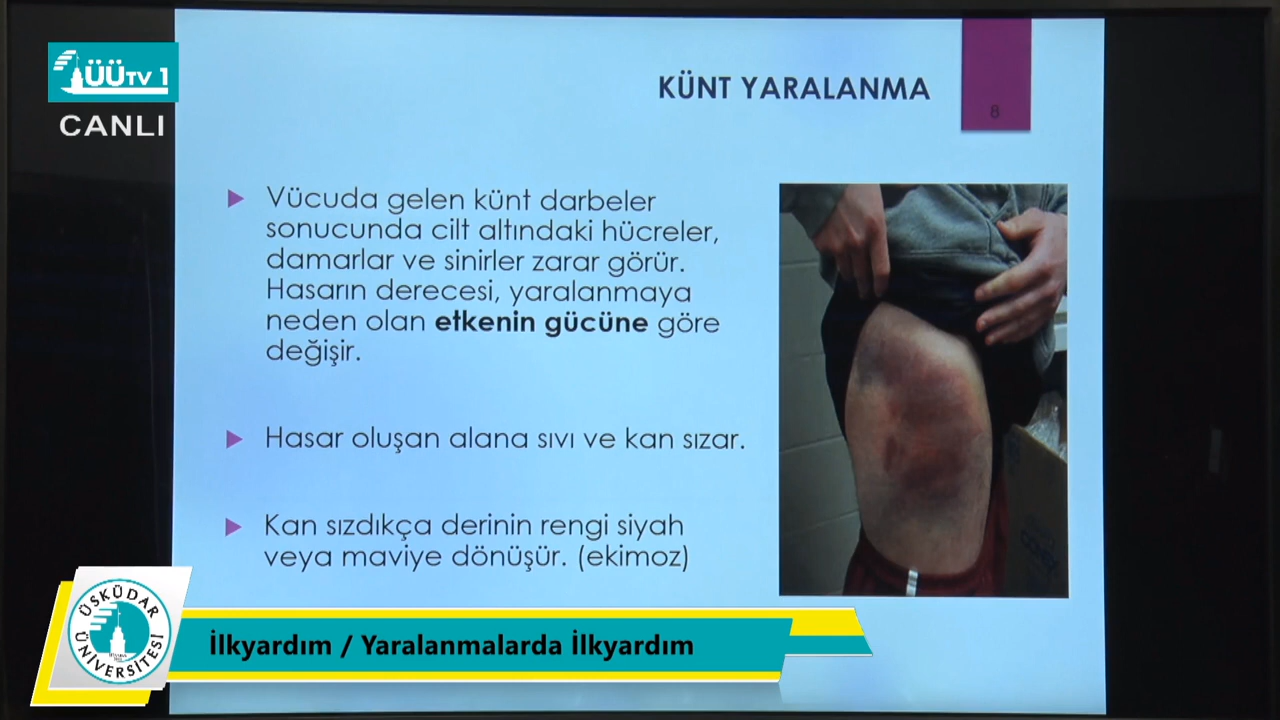 ÜÜTV 1
CANLI
KÜNT YARALANMA
8
Vücuda gelen künt darbeler
sonucunda cilt altındaki hücreler,
damarlar ve sinirler zarar görür.
Hasarın derecesi, yaralanmaya
neden olan etkenin gücüne göre
değişir.
Hasar oluşan alana sıvı ve kan sızar.
Kan sızdıkça derinin rengi siyah
veya maviye dönüşür. (ekimoz)
ÜSKÜDAR
ÜNİVERSİTESİ
İlkyardım / Yaralanmalarda İlkyardım